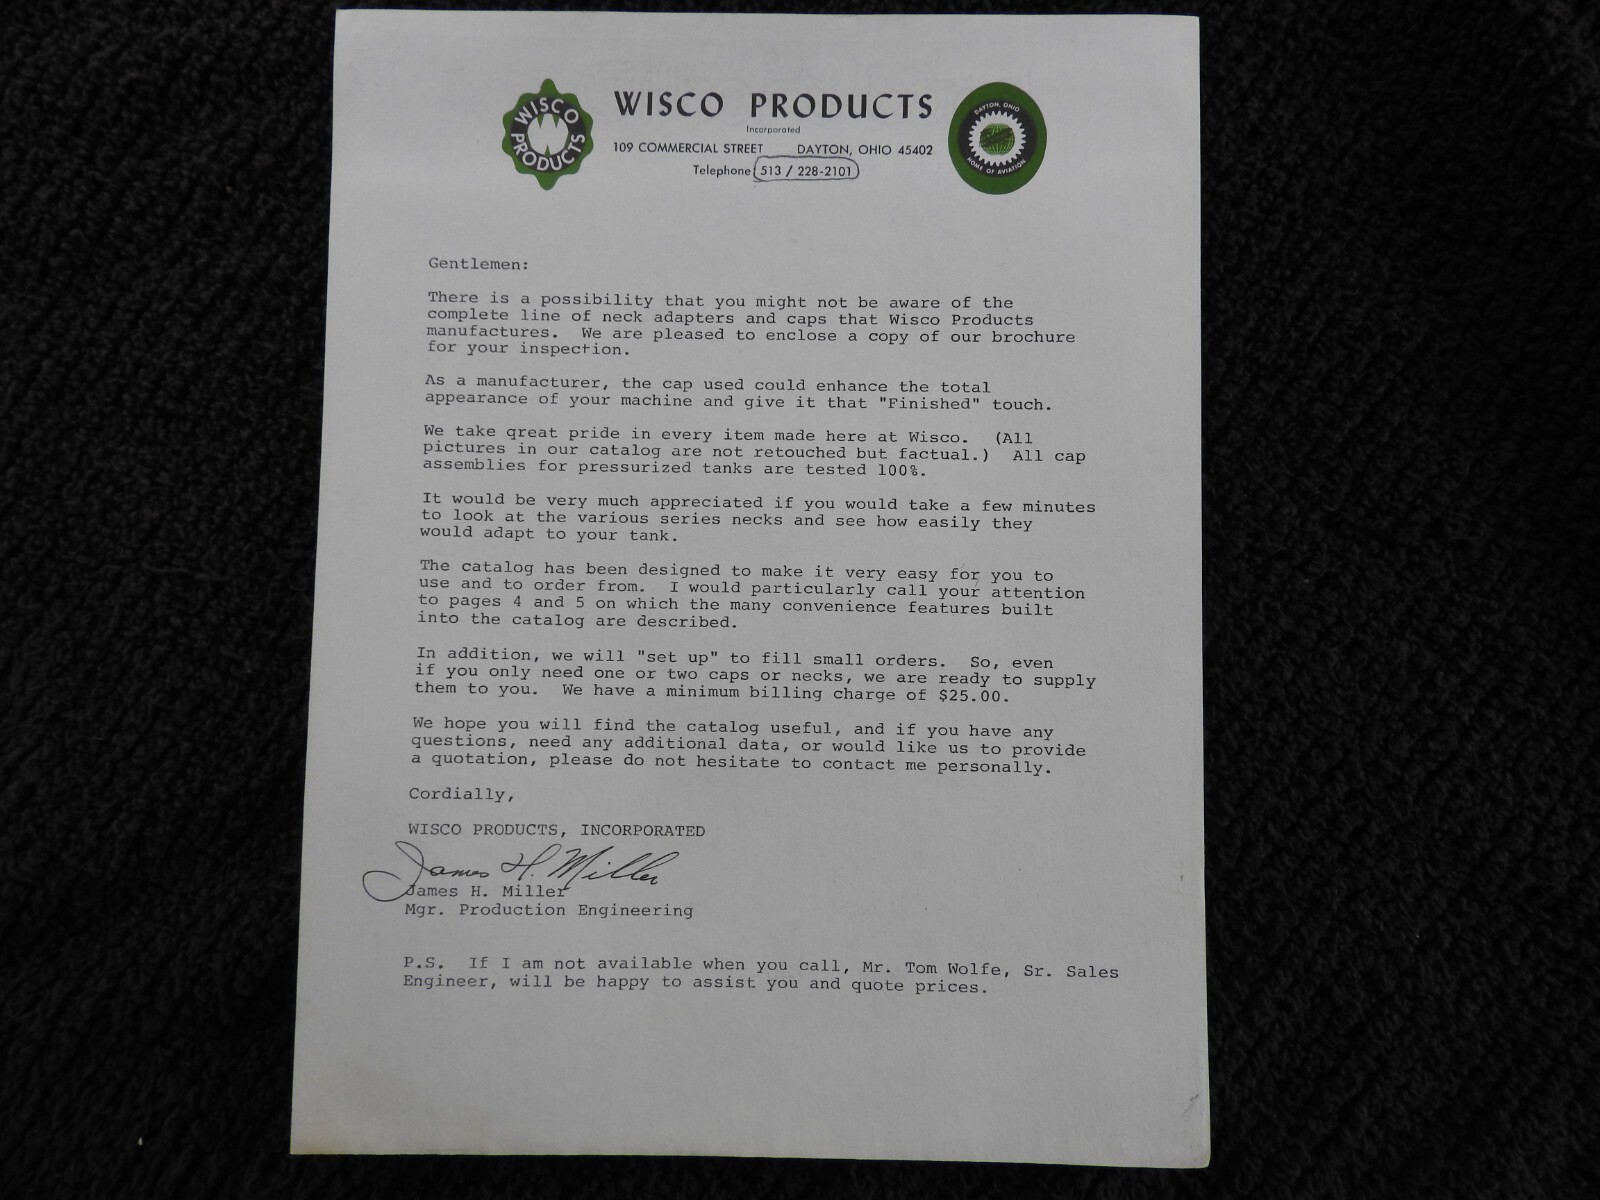 WISCO PRODUCTS
W
WISCO PRODUCTS
Incorporated
109 COMMERCIAL STREET DAYTON, OHIO 45402
Telephone 513 / 228-2101
DAYTON, OHIO
HOME OF AVIATION
Gentlemen:
There is a possibility that you might not be aware of the
complete line of neck adapters and caps that Wisco Products
manufactures. We are pleased to enclose a copy of our brochure
for your inspection.
As a manufacturer, the cap used could enhance the total
appearance of your machine and give it that "Finished" touch.
We take great pride in every item made here at Wisco. (All
pictures in our catalog are not retouched but factual.) All cap
assemblies for pressurized tanks are tested 100%.
It would be very much appreciated if you would take a few minutes
to look at the various series necks and see how easily they
would adapt to your tank.
The catalog has been designed to make it very easy for you to
use and to order from. I would particularly call your attention
to pages 4 and 5 on which the many convenience features built
into the catalog are described.
In addition, we will "set up" to fill small orders. So, even
if you only need one or two caps or necks, we are ready to supply
them to you. We have a minimum billing charge of $25.00.
We hope you will find the catalog useful, and if you have any
questions, need any additional data, or would like us to provide
a quotation, please do not hesitate to contact me personally.
Cordially,
WISCO PRODUCTS, INCORPORATED
James H. Miller
James H. Miller
Mgr. Production Engineering
P.S. If I am not available when you call, Mr. Tom Wolfe, Sr. Sales
Engineer, will be happy to assist you and quote prices.